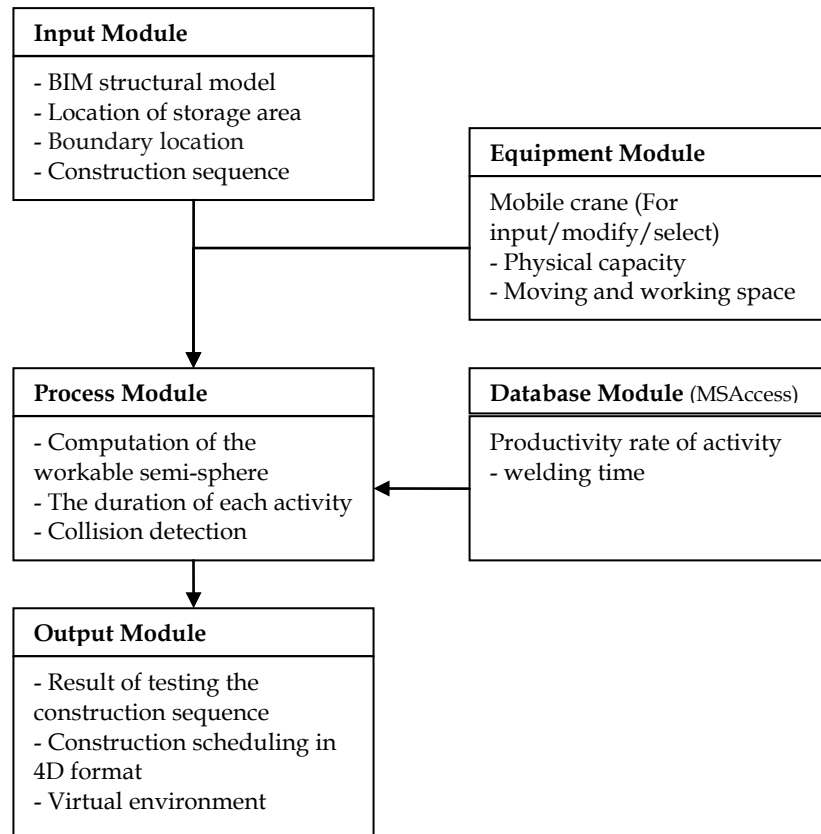 Input Module
- BIM structural model
- Location of storage area
- Boundary location
- Construction sequence
Equipment Module
Mobile crane (For
input/modify/select)
- Physical capacity
- Moving and working space
Process Module
- Computation of the
workable semi-sphere
- The duration of each activity
- Collision detection
Database Module (MSAccess)
Productivity rate of activity
- welding time
Output Module
- Result of testing the
construction sequence
- Construction scheduling in
4D format
- Virtual environment